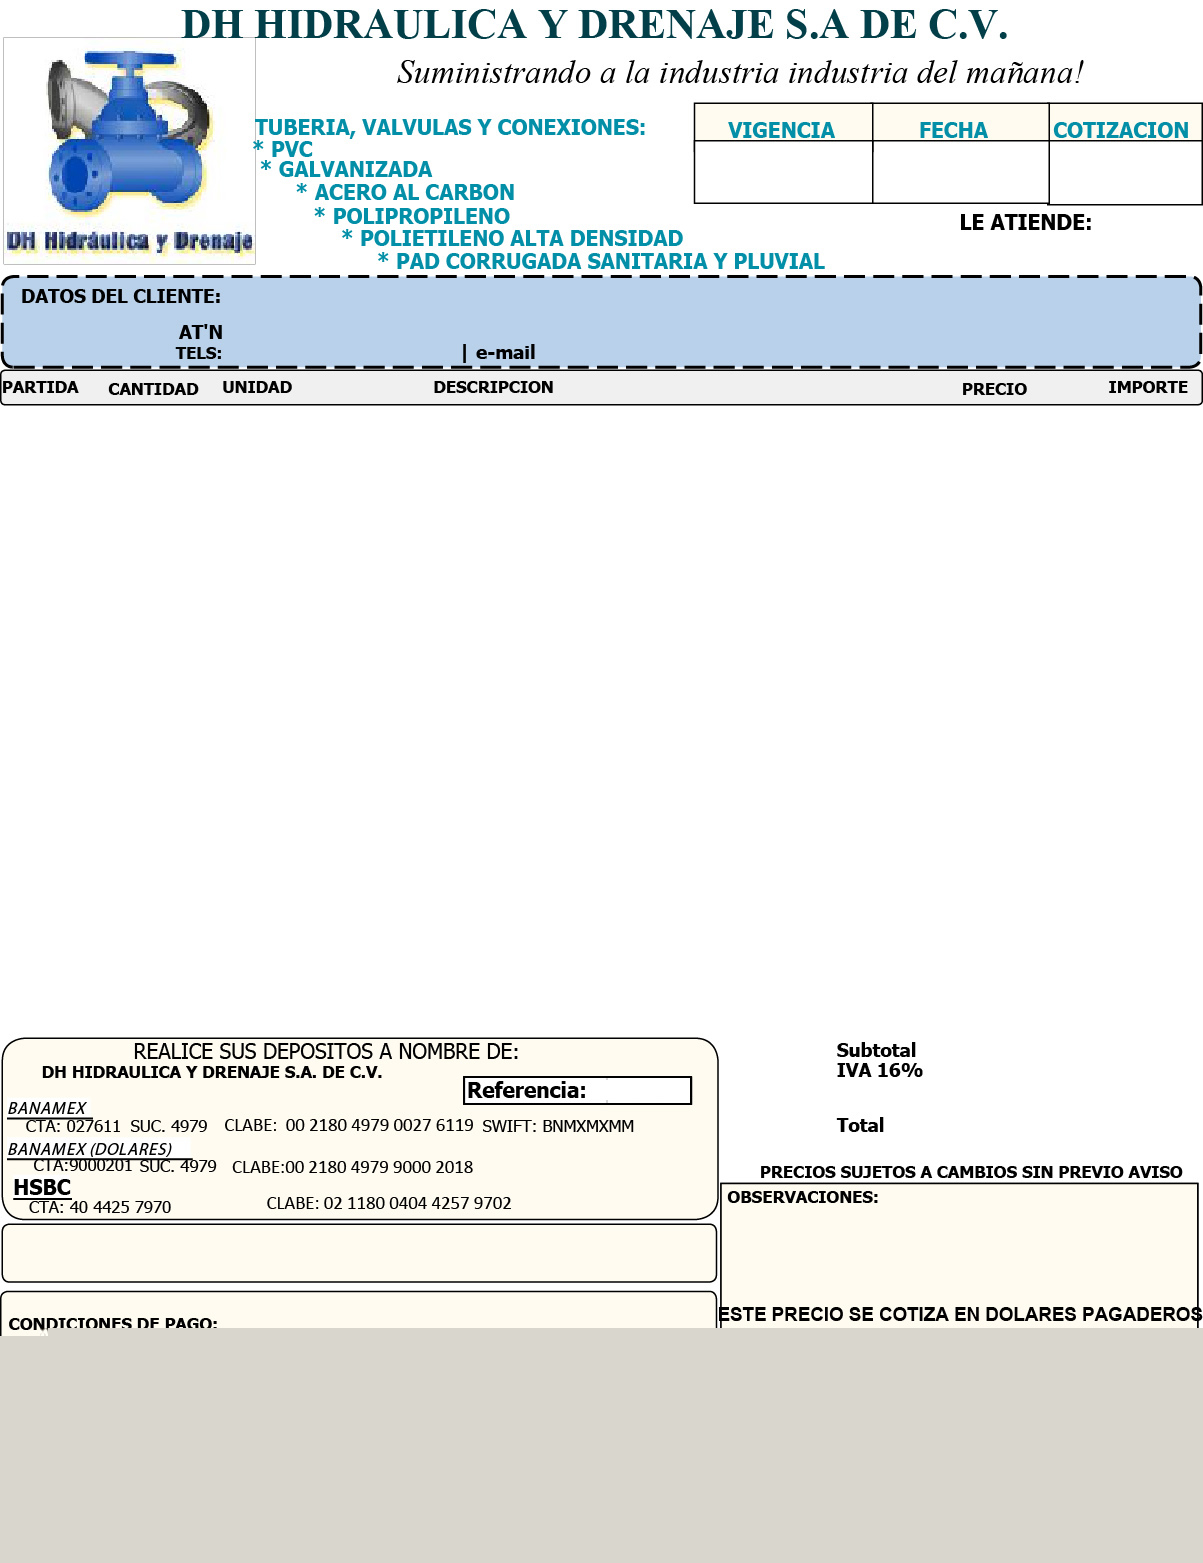 DH HIDRAULICA Y DRENAJE S.A DE C.V.
Suministrando a la industria industria del mañana!
DH Hidráulica y Drenaje
TUBERIA, VALVULAS Y CONEXIONES:
* PVC
* GALVANIZADA
* ACERO AL CARBON
* POLIPROPILENO
* POLIETILENO ALTA DENSIDAD
* PAD CORRUGADA SANITARIA Y PLUVIAL
VIGENCIA FECHA COTIZACION
LE ATIENDE:
DATOS DEL CLIENTE:
AT'N
TELS: | e-mail
PARTIDA CANTIDAD UNIDAD DESCRIPCION PRECIO IMPORTE
REALICE SUS DEPOSITOS A NOMBRE DE:
DH HIDRAULICA Y DRENAJE S.A. DE C.V.
Referencia:
BANAMEX
CTA: 027611 SUC. 4979 CLABE: 00 2180 4979 0027 6119 SWIFT: BNMXMXMM
BANAMEX (DOLARES)
CTA:9000201 SUC. 4979 CLABE:00 2180 4979 9000 2018
HSBC
CTA: 40 4425 7970 CLABE: 02 1180 0404 4257 9702
Subtotal
IVA 16%
Total
PRECIOS SUJETOS A CAMBIOS SIN PREVIO AVISO
OBSERVACIONES:
ESTE PRECIO SE COTIZA EN DOLARES PAGADEROS
CONDICIONES DE PAGO: